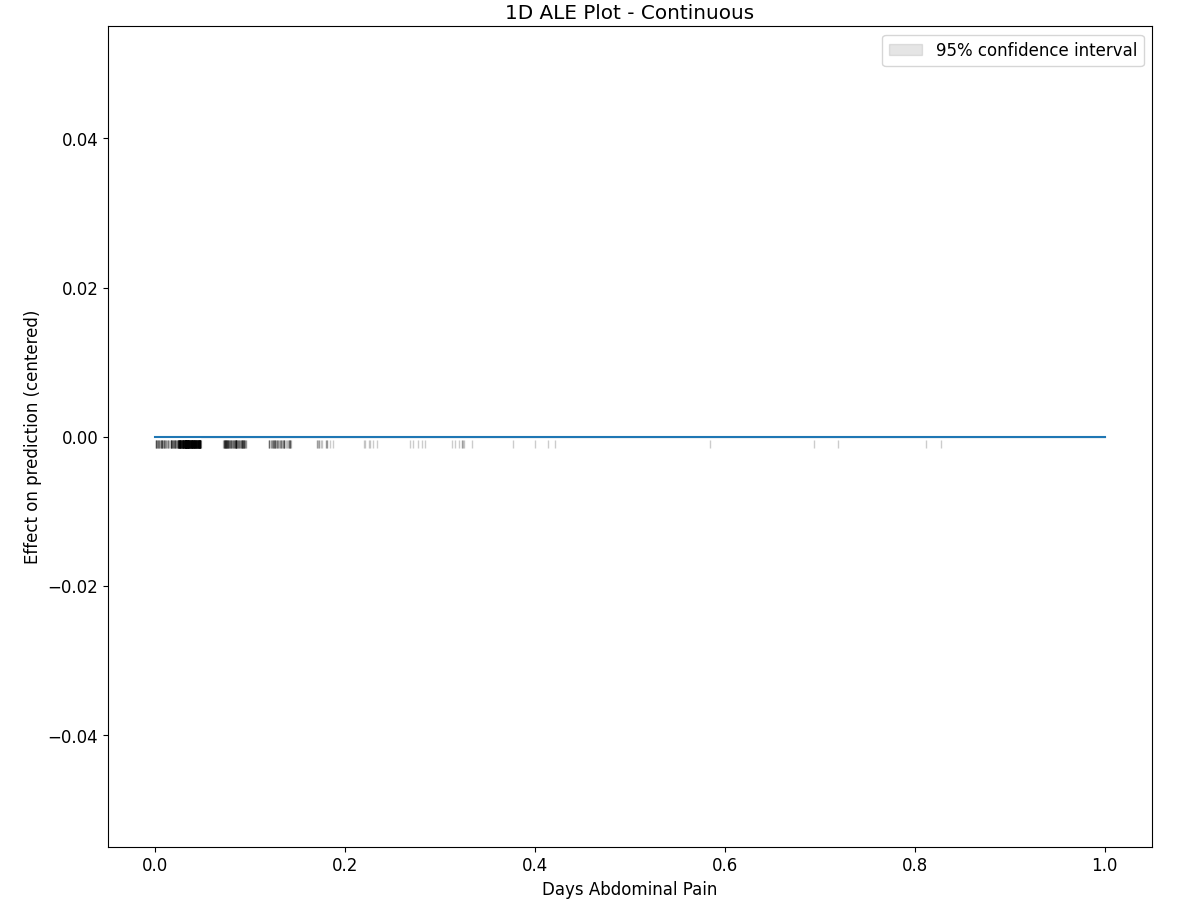 1D ALE Plot - Continuous
95% confidence interval
0.04
0.02
0.00
−0.02
−0.04
Effect on prediction (centered)
0.0 0.2 0.4 0.6 0.8 1.0
Days Abdominal Pain